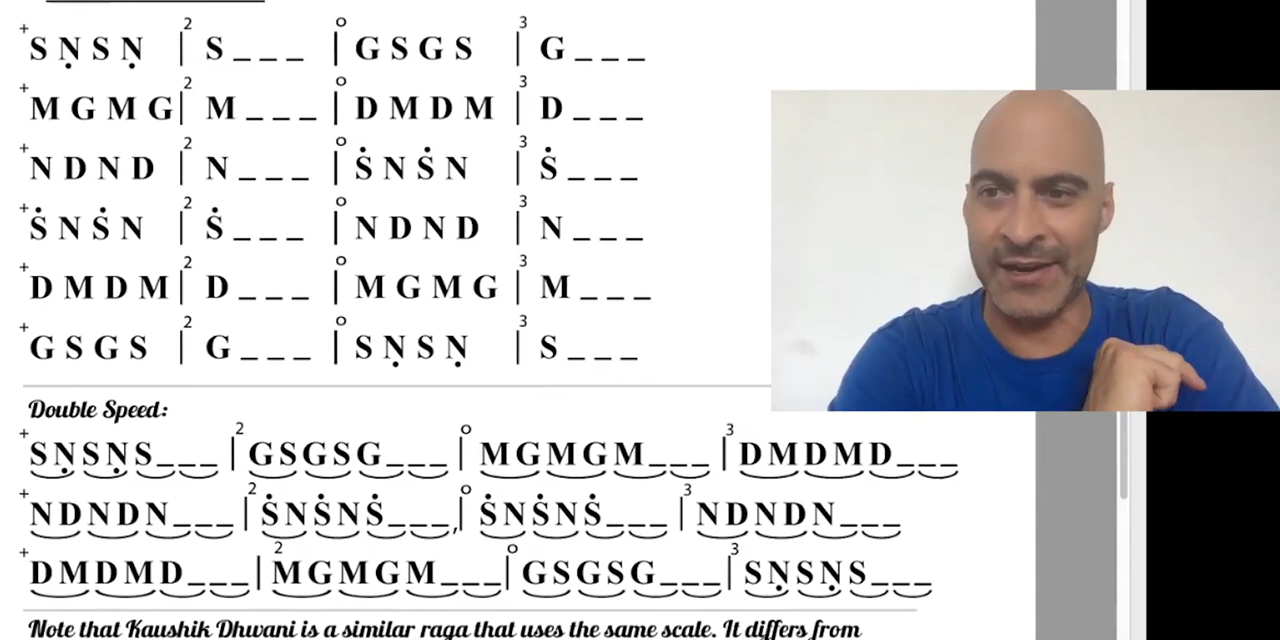 +S Ṇ S Ṇ |2 S _ _ _ |o G S G S |3 G _ _ _
+M G M G |2 M _ _ _ |o D M D M |3 D _ _ _
+N D N D |2 N _ _ _ |o Ṡ N Ṡ N |3 Ṡ _ _ _
+Ṡ N Ṡ N |2 Ṡ _ _ _ |o N D N D |3 N _ _ _
+D M D M |2 D _ _ _ |o M G M G |3 M _ _ _
+G S G S |2 G _ _ _ |o S Ṇ S Ṇ |3 S _ _ _
Double Speed:
+S Ṇ S Ṇ S _ _ _ |2 G S G S G _ _ _ |o M G M G M _ _ _ |3 D M D M D _ _ _
+N D N D N _ _ _ |2 Ṡ N Ṡ N Ṡ _ _ _ ,|o Ṡ N Ṡ N Ṡ _ _ _ |3 N D N D N _ _ _
+D M D M D _ _ _ |2 M G M G M _ _ _ |o G S G S G _ _ _ |3 S Ṇ S Ṇ S _ _ _
Note that Kaushik Dhwani is a similar raga that uses the same scale. It differs from